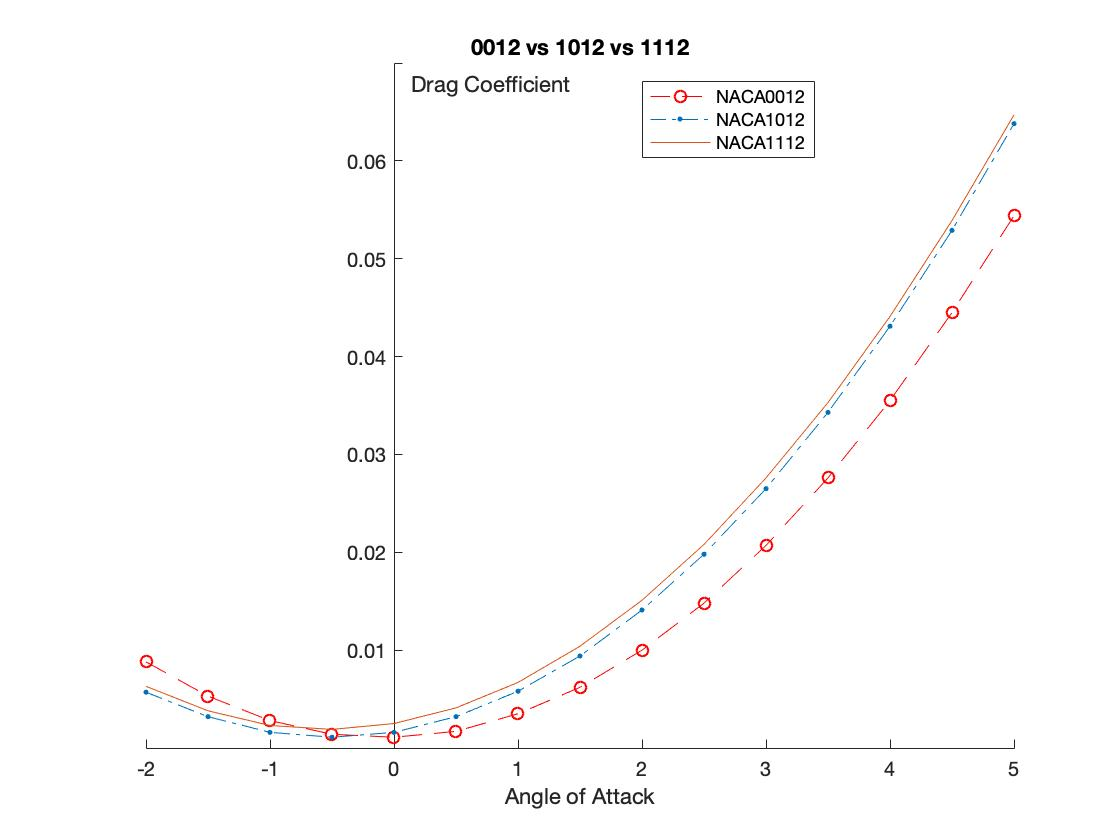 0012 vs 1012 vs 1112
Drag Coefficient
NACA0012
NACA1012
NACA1112
0.06
0.05
0.04
0.03
0.02
0.01
-2 -1 0 1 2 3 4 5
Angle of Attack